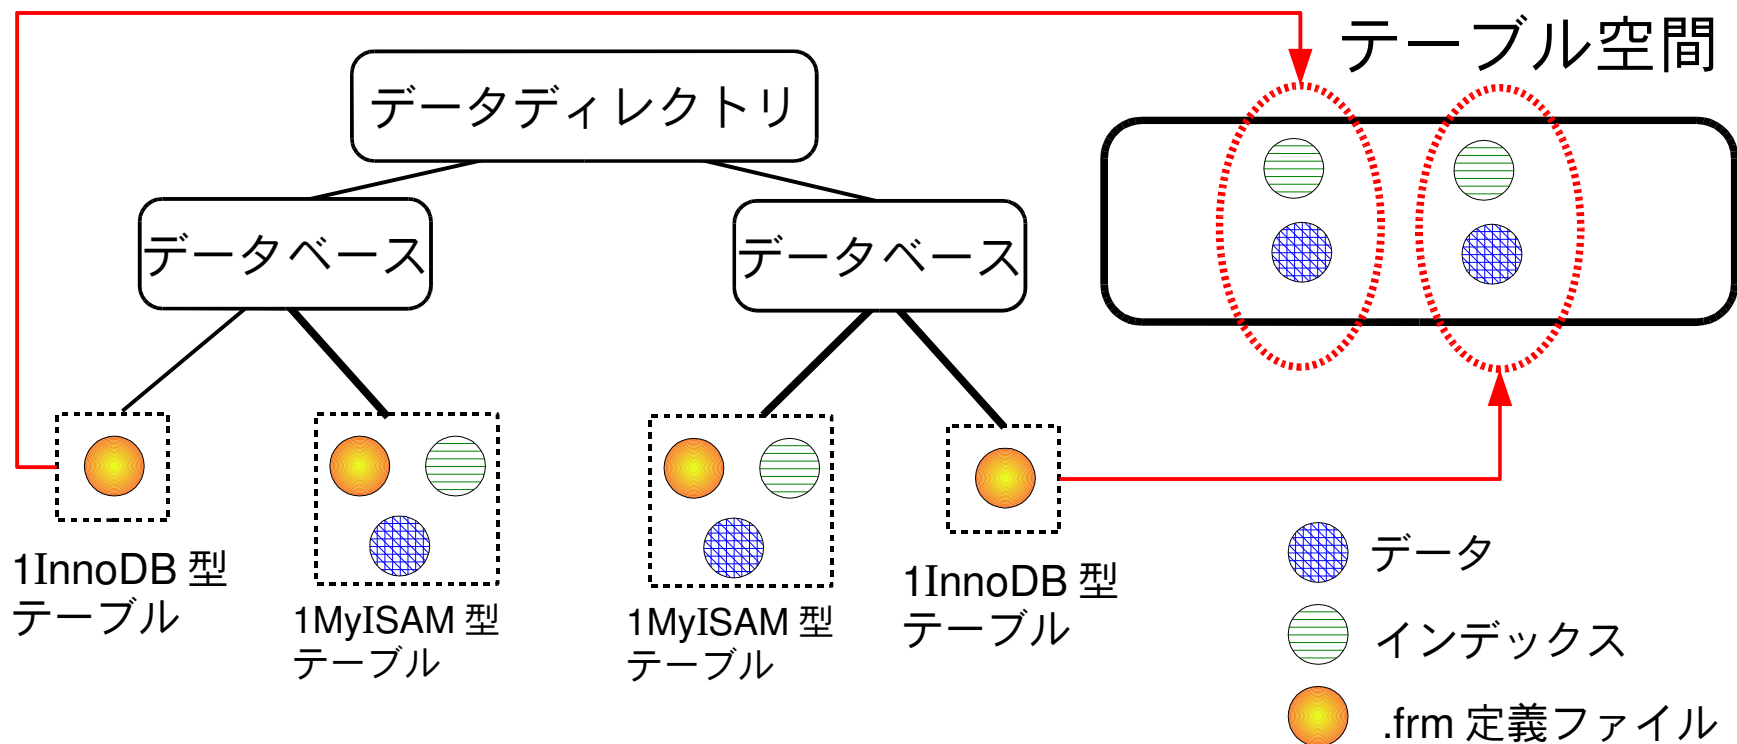 テーブル空間
データディレクトリ
データベース
データベース
1InnoDB 型
テーブル
1MyISAM 型
テーブル
1MyISAM 型
テーブル
1InnoDB 型
テーブル
データ
インデックス
.frm 定義ファイル